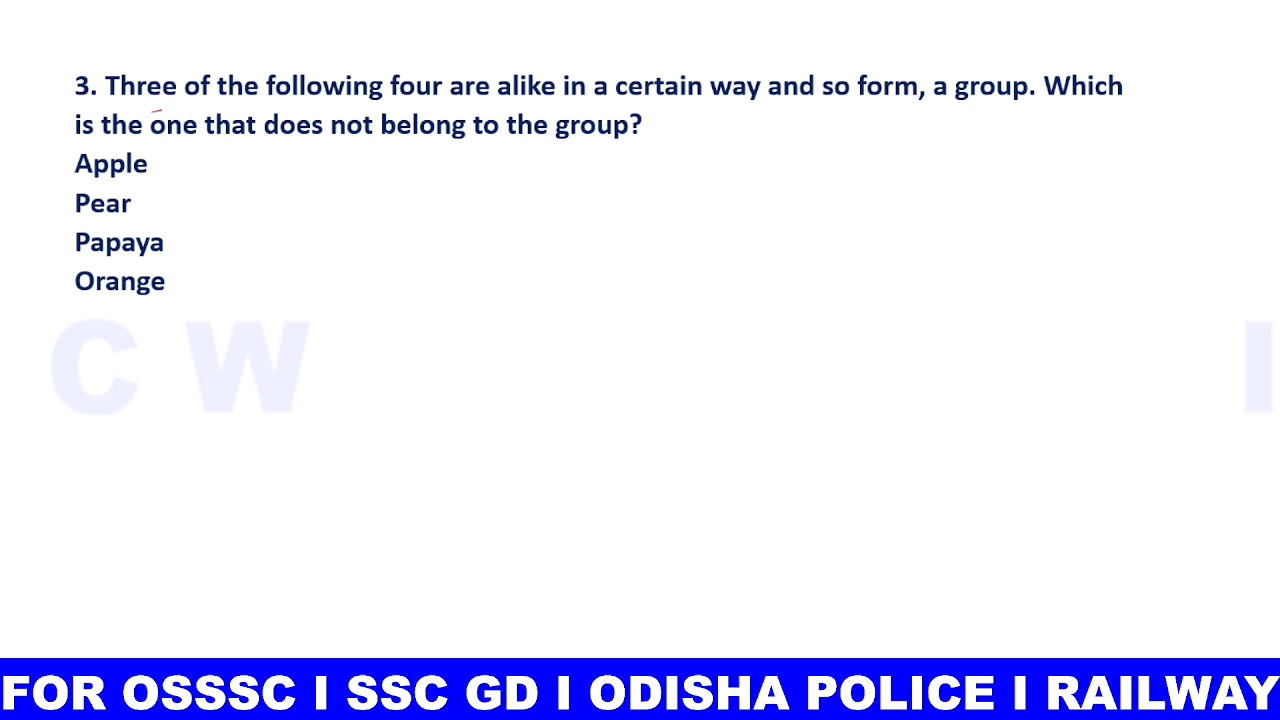 3. Three of the following four are alike in a certain way and so form, a group. Which
is the one that does not belong to the group?
Apple
Pear
Papaya
Orange
C W I
FOR OSSSC I SSC GD I ODISHA POLICE I RAILWAY